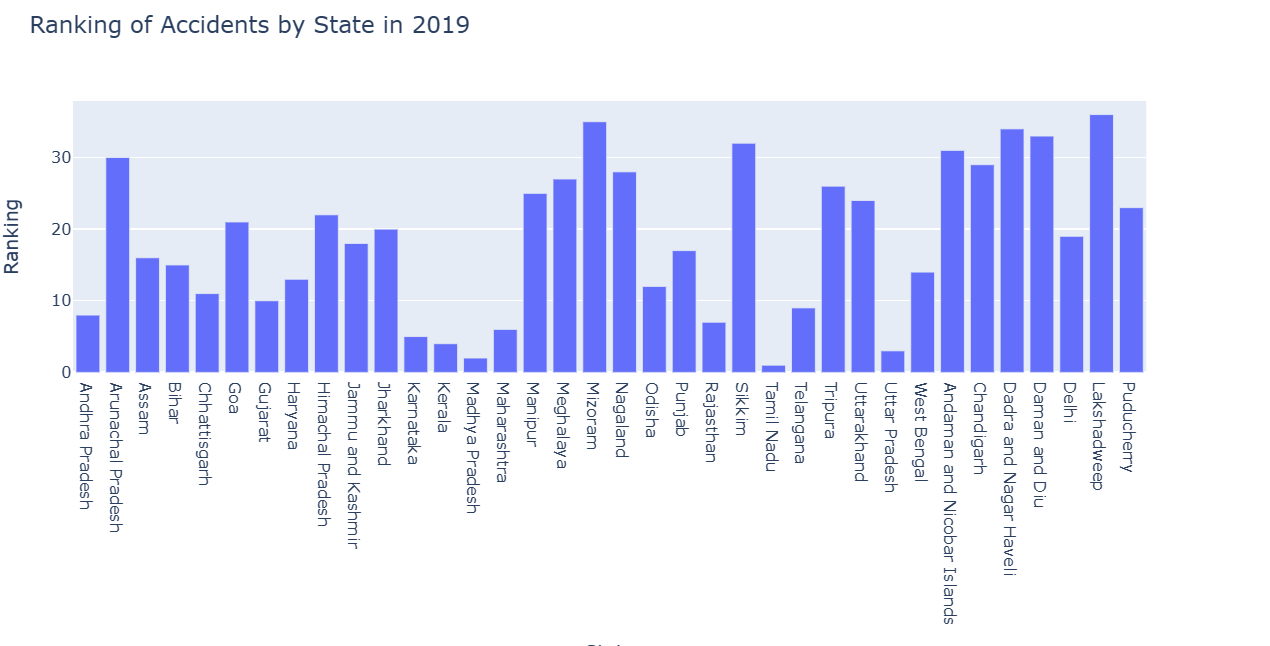 Ranking of Accidents by State in 2019
Ranking
30
20
10
0
Andhra Pradesh
Arunachal Pradesh
Assam
Bihar
Chhattisgarh
Goa
Gujarat
Haryana
Himachal Pradesh
Jammu and Kashmir
Jharkhand
Karnataka
Kerala
Madhya Pradesh
Maharashtra
Manipur
Meghalaya
Mizoram
Nagaland
Odisha
Punjab
Rajasthan
Sikkim
Tamil Nadu
Telangana
Tripura
Uttarakhand
Uttar Pradesh
West Bengal
Andaman and Nicobar Islands
Chandigarh
Dadra and Nagar Haveli
Daman and Diu
Delhi
Lakshadweep
Puducherry